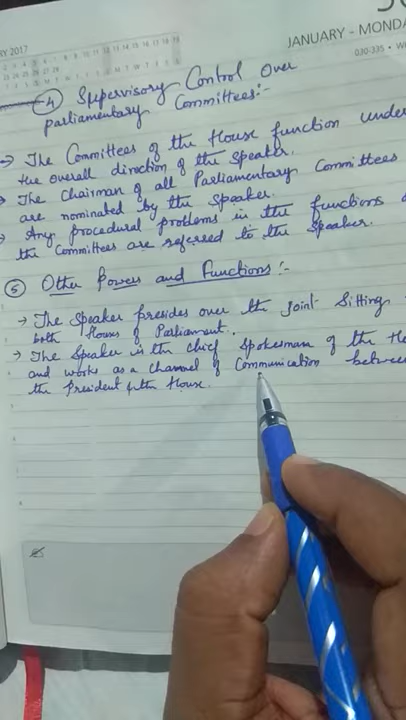 RY 2017
JANUARY - MONDA
030-335
④ Supervisory Control over
parliamentary Committees:-
→ The Committees of the House function under
the overall direction of the Speaker.
→ The Chairman of all Parliamentary Committees
are nominated by the Speaker.
→ Any procedural problems in the functions
the Committees are referred to the Speaker.
⑤ Other Powers and Functions:-
→ The Speaker presides over the Joint Sitting
both Houses of Parliament.
→ The Speaker is the chief Spokesman of the
and works as a channel of Communication between
the President & the House.